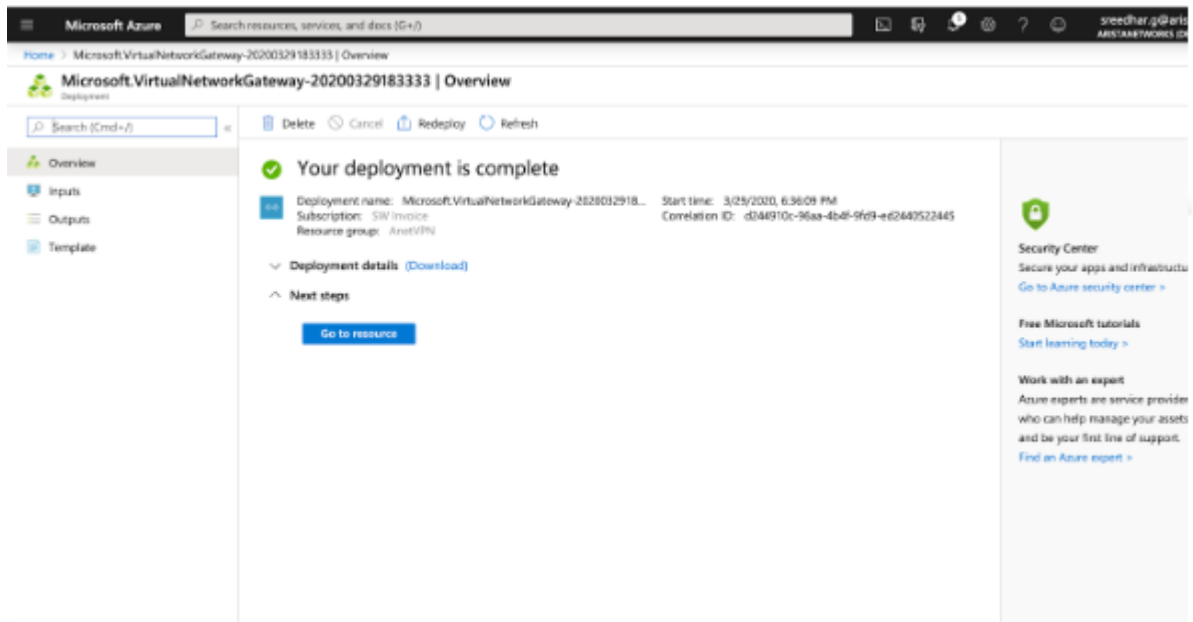 Microsoft Azure
Search resources, services, and docs (G+/)
1
?
sreedhar.g@aris
ARISTANETWORKS (DE
Home > Microsoft.VirtualNetworkGateway-20200329183333 | Overview
Microsoft.VirtualNetworkGateway-20200329183333 | Overview
Deployment
Search (Cmd+/)
«
Delete Cancel Redeploy Refresh
Overview
Inputs
Outputs
Template
Your deployment is complete
Deployment name: Microsoft.VirtualNetworkGateway-2020032918...
Subscription: SW Invoice
Resource group: AnetVPN
Start time: 3/29/2020, 6:36:09 PM
Correlation ID: d244910c-96aa-4b4f-9fd9-ed2440522445
Deployment details (Download)
Next steps
Go to resource
Security Center
Secure your apps and infrastructu
Go to Azure security center >
Free Microsoft tutorials
Start learning today >
Work with an expert
Azure experts are service provider
who can help manage your assets
and be your first line of support.
Find an Azure expert >